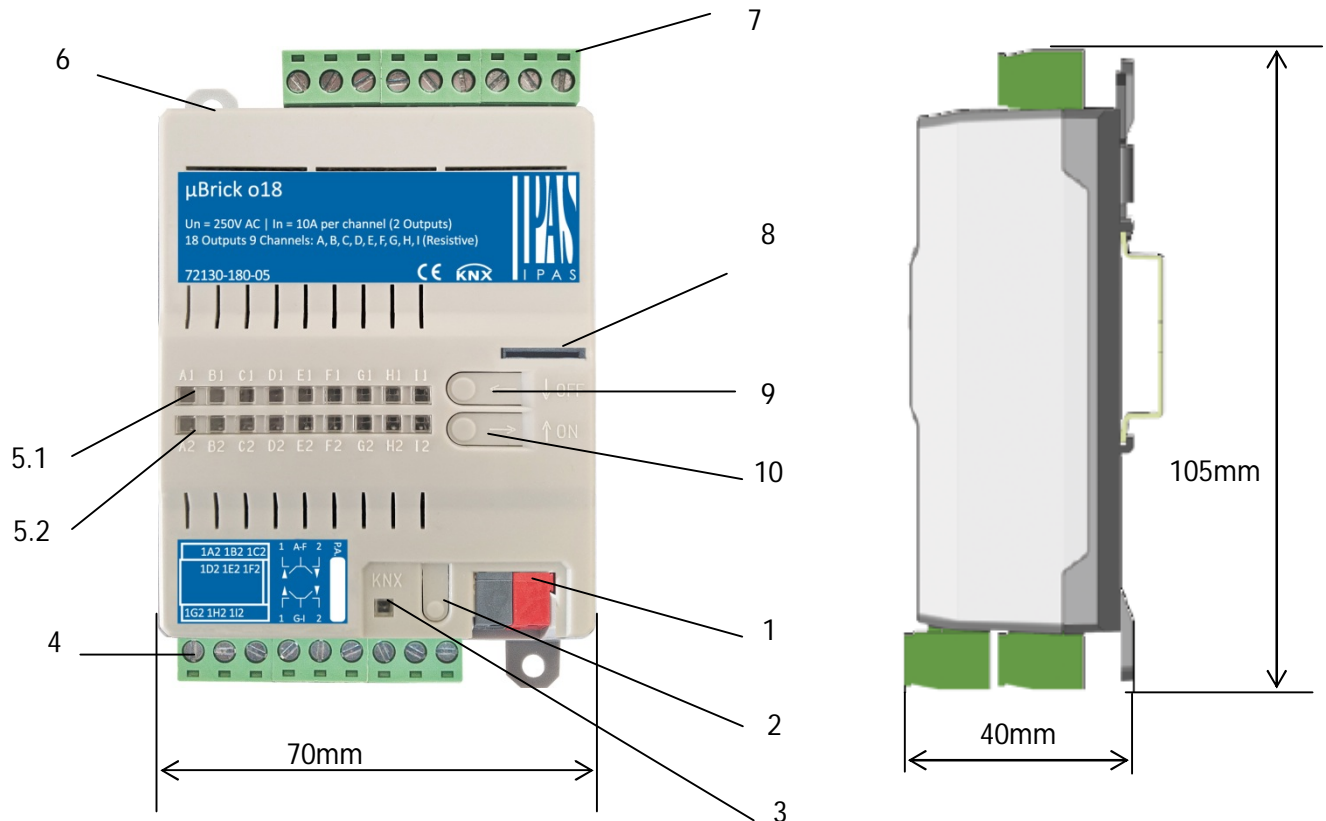 7
6
µBrick o18
Un = 250V AC | In = 10A per channel (2 Outputs)
18 Outputs 9 Channels: A, B, C, D, E, F, G, H, I (Resistive)
72130-180-05
CE KNX
IPAS
IPAS
8
A1 B1 C1 D1 E1 F1 G1 H1 I1
← ↓ OFF
9
→ ↑ ON
A2 B2 C2 D2 E2 F2 G2 H2 I2
5.1
10
5.2
105mm
1A2 1B2 1C2
1D2 1E2 1F2
1G2 1H2 1I2
1 A-F 2
1 G-I 2
P.A.
KNX
1
4
2
70mm
40mm
3